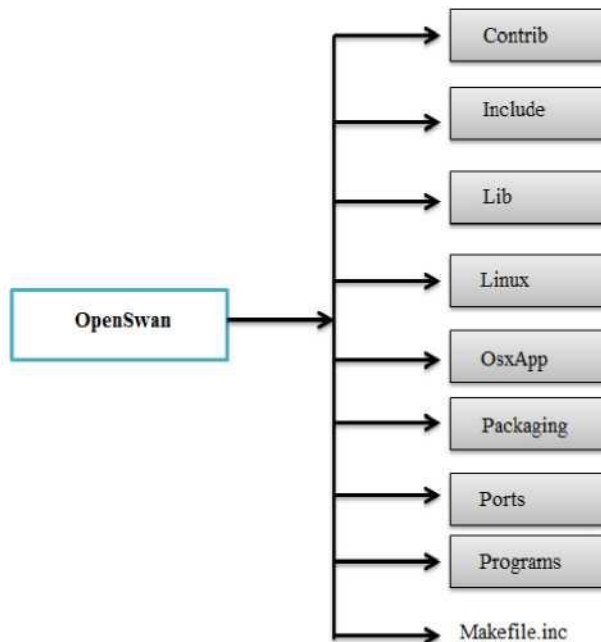 Contrib
Include
Lib
Linux
OpenSwan
OsxApp
Packaging
Ports
Programs
Makefile.inc